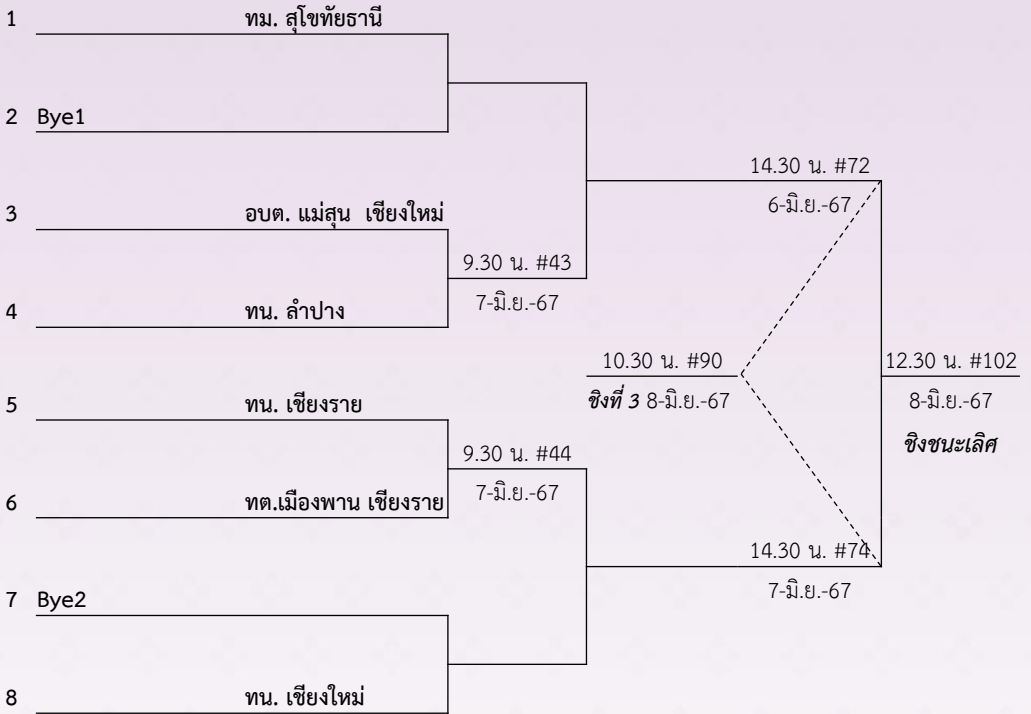 1 ทม. สุโขทัยธานี
2 Bye1
14.30 น. #72
6-มิ.ย.-67
3 อบต. แม่สุน เชียงใหม่
9.30 น. #43
7-มิ.ย.-67
4 ทน. ลำปาง
10.30 น. #90
ชิงที่ 3 8-มิ.ย.-67
12.30 น. #102
8-มิ.ย.-67
ชิงชนะเลิศ
5 ทน. เชียงราย
9.30 น. #44
7-มิ.ย.-67
6 ทต.เมืองพาน เชียงราย
14.30 น. #74
7-มิ.ย.-67
7 Bye2
8 ทน. เชียงใหม่